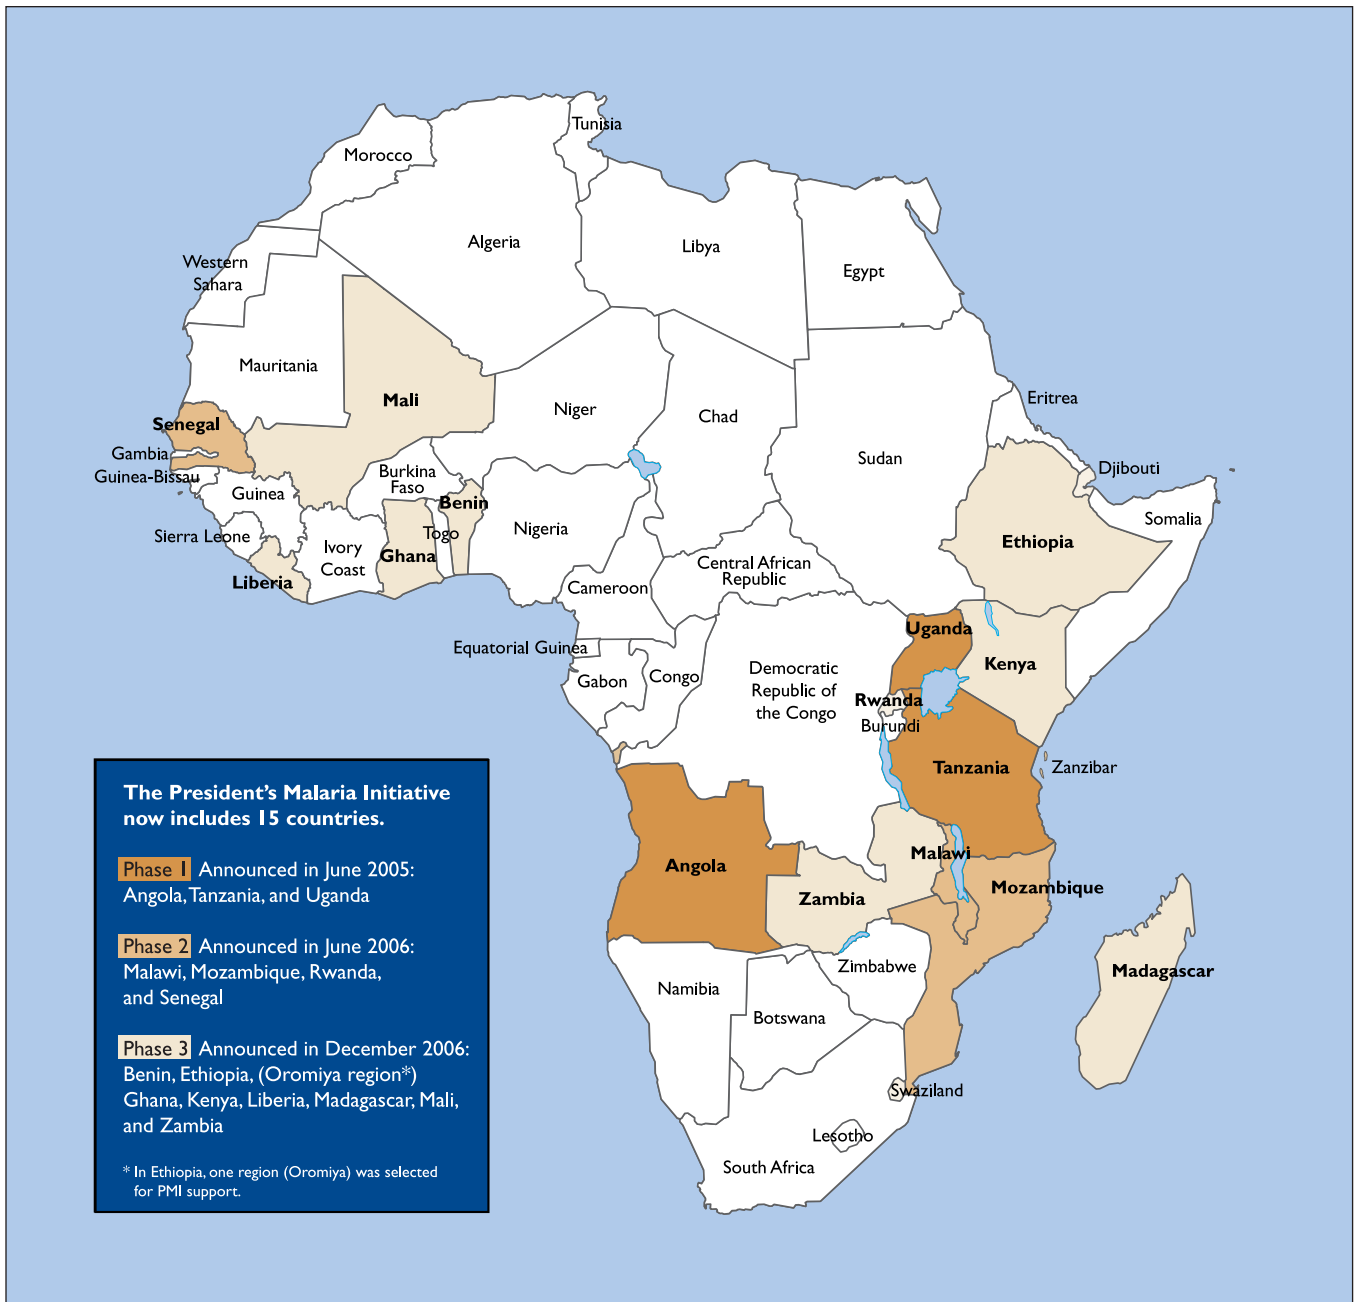 Tunisia
Morocco
Algeria
Libya
Egypt
Western
Sahara
Mauritania
Mali
Niger
Chad
Sudan
Eritrea
Senegal
Gambia
Guinea-Bissau
Guinea
Burkina
Faso
Benin
Djibouti
Somalia
Sierra Leone
Ivory
Coast
Ghana
Togo
Nigeria
Ethiopia
Liberia
Cameroon
Central African
Republic
Equatorial Guinea
Gabon
Congo
Democratic
Republic of
the Congo
Uganda
Kenya
Rwanda
Burundi
Tanzania
Zanzibar
Angola
Malawi
Zambia
Mozambique
Madagascar
Zimbabwe
Namibia
Botswana
Swaziland
Lesotho
South Africa
The President's Malaria Initiative
now includes 15 countries.
Phase 1 Announced in June 2005:
Angola, Tanzania, and Uganda
Phase 2 Announced in June 2006:
Malawi, Mozambique, Rwanda,
and Senegal
Phase 3 Announced in December 2006:
Benin, Ethiopia, (Oromiya region*)
Ghana, Kenya, Liberia, Madagascar, Mali,
and Zambia
* In Ethiopia, one region (Oromiya) was selected
for PMI support.